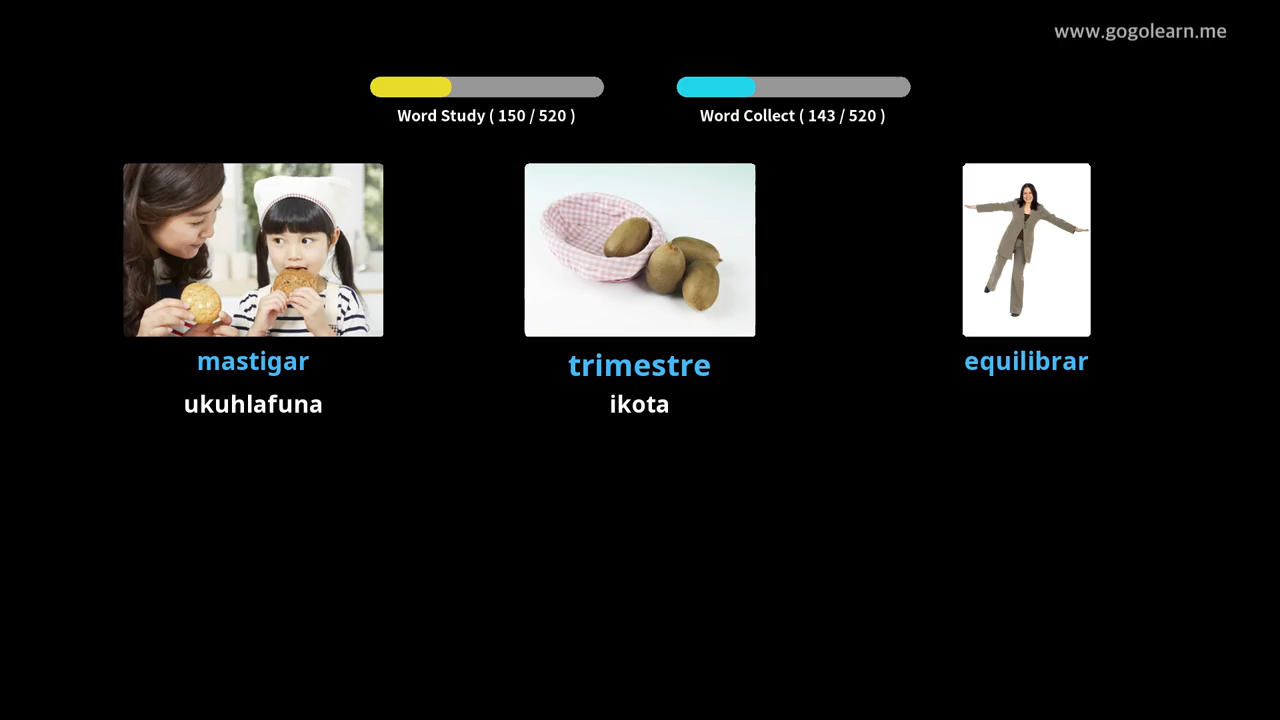 www.gogolearn.me
Word Study ( 150 / 520 )
Word Collect ( 143 / 520 )
mastigar
trimestre
equilibrar
ukuhlafuna
ikota